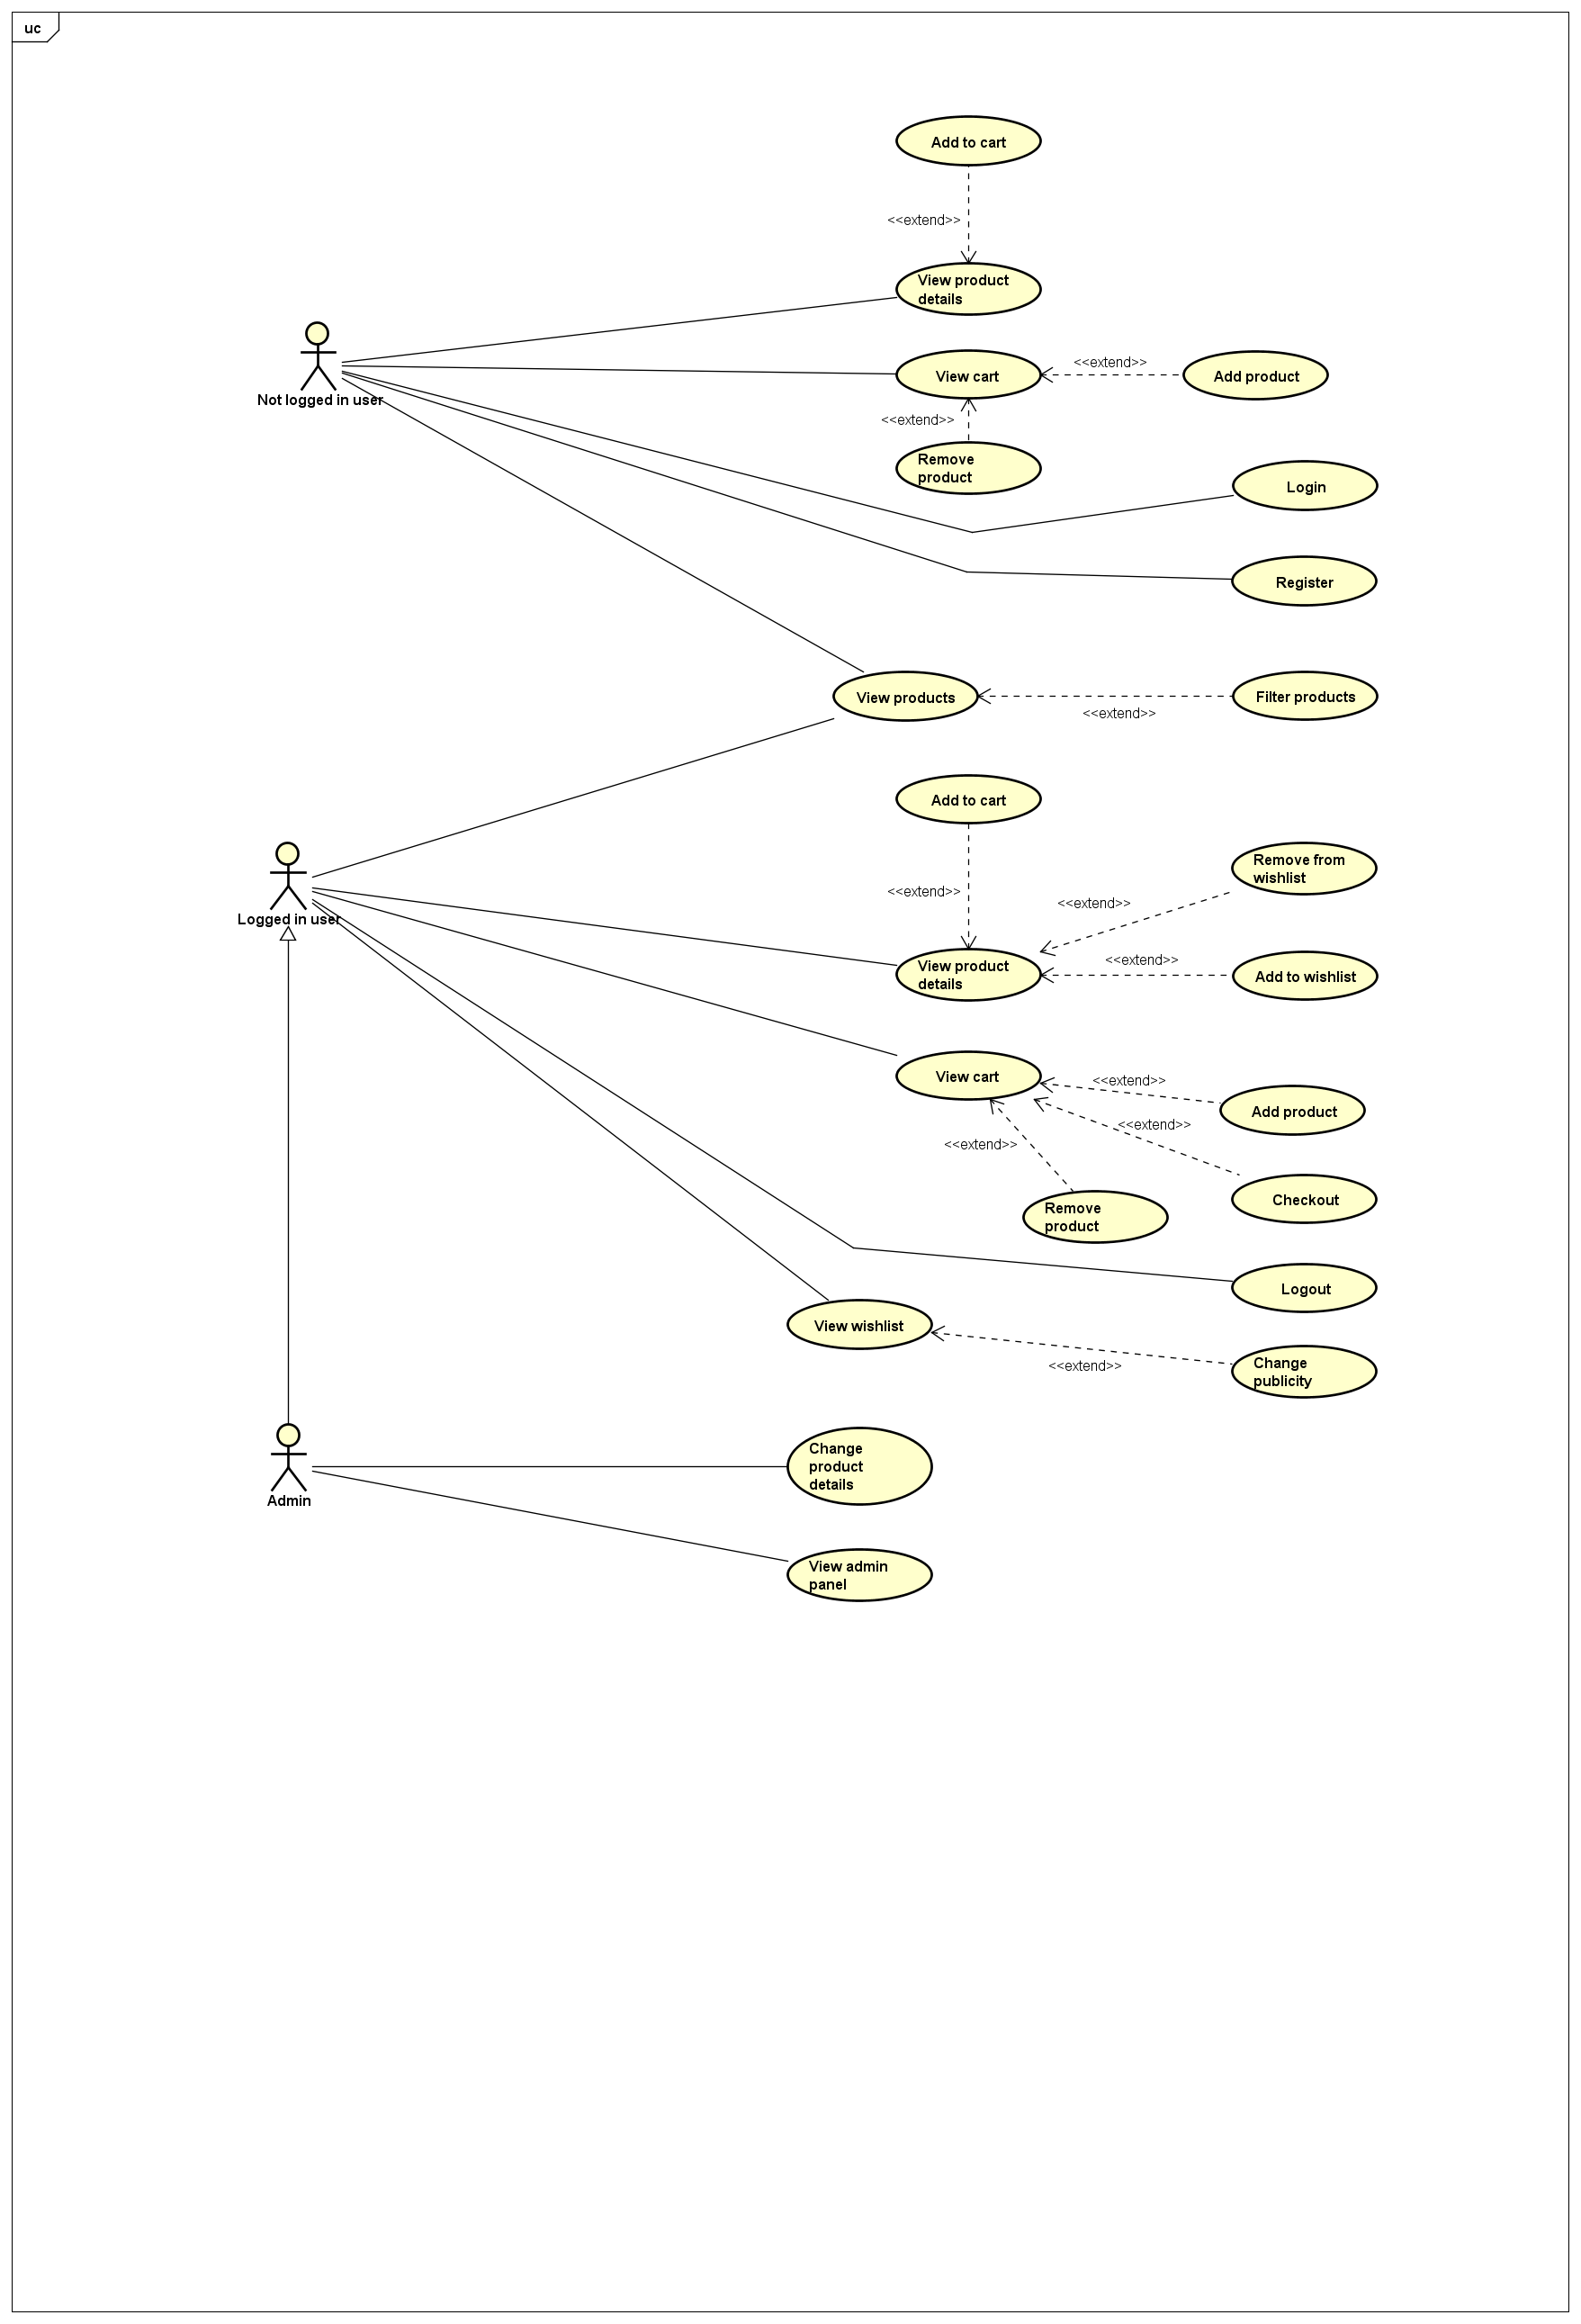 uc
Add to cart
<<extend>>
View product
details
Not logged in user
View cart
<<extend>>
Add product
<<extend>>
Remove
product
Login
Register
View products
<<extend>>
Filter products
Add to cart
<<extend>>
Remove from
wishlist
<<extend>>
Logged in user
View product
details
<<extend>>
Add to wishlist
View cart
<<extend>>
Add product
<<extend>>
<<extend>>
Checkout
Remove
product
Logout
View wishlist
<<extend>>
Change
publicity
Admin
Change
product
details
View admin
panel